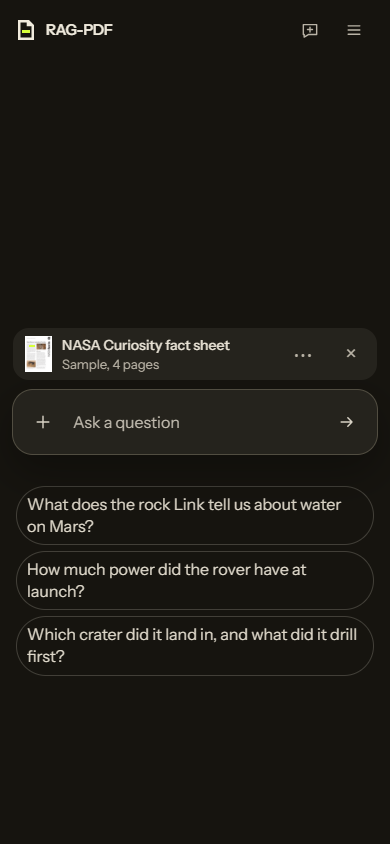 RAG-PDF
NASA Curiosity fact sheet
Sample, 4 pages
Ask a question
What does the rock Link tell us about water
on Mars?
How much power did the rover have at
launch?
Which crater did it land in, and what did it drill
first?